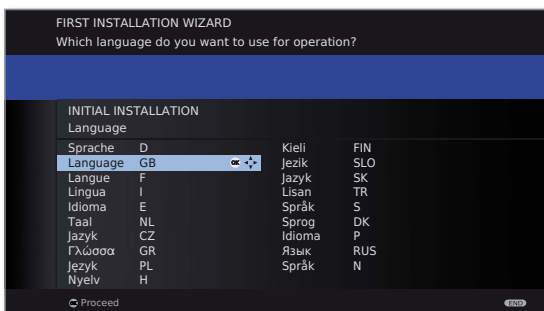 FIRST INSTALLATION WIZARD
Which language do you want to use for operation?
INITIAL INSTALLATION
Language
Sprache D
Language GB OK
Langue F
Lingua I
Idioma E
Taal NL
Jazyk CZ
Γλώσσα GR
Język PL
Nyelv H
Kieli FIN
Jezik SLO
Jazyk SK
Lisan TR
Språk S
Sprog DK
Idioma P
Язык RUS
Språk N
OK Proceed
END